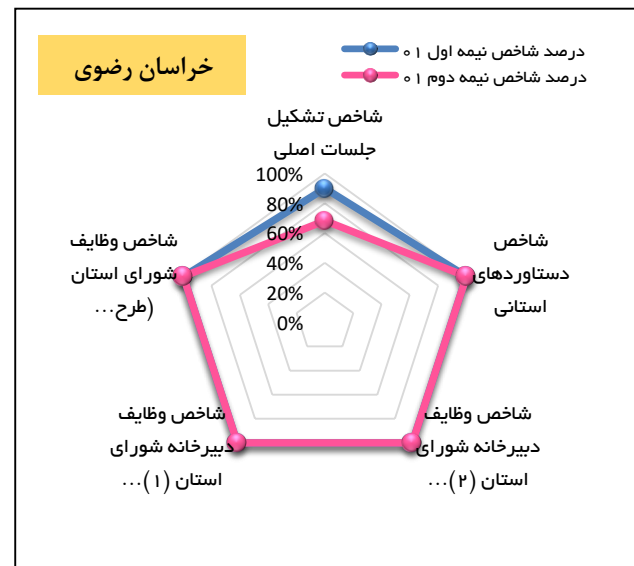 خراسان رضوی
درصد شاخص نیمه اول ۰۱
درصد شاخص نیمه دوم ۰۱
شاخص تشکیل
جلسات اصلی
100%
80%
60%
40%
20%
0%
شاخص
دستاوردهای
استانی
شاخص وظایف
دبیرخانه شورای
استان (۲)...
شاخص وظایف
دبیرخانه شورای
استان (۱)...
شاخص وظایف
شورای استان
(طرح...